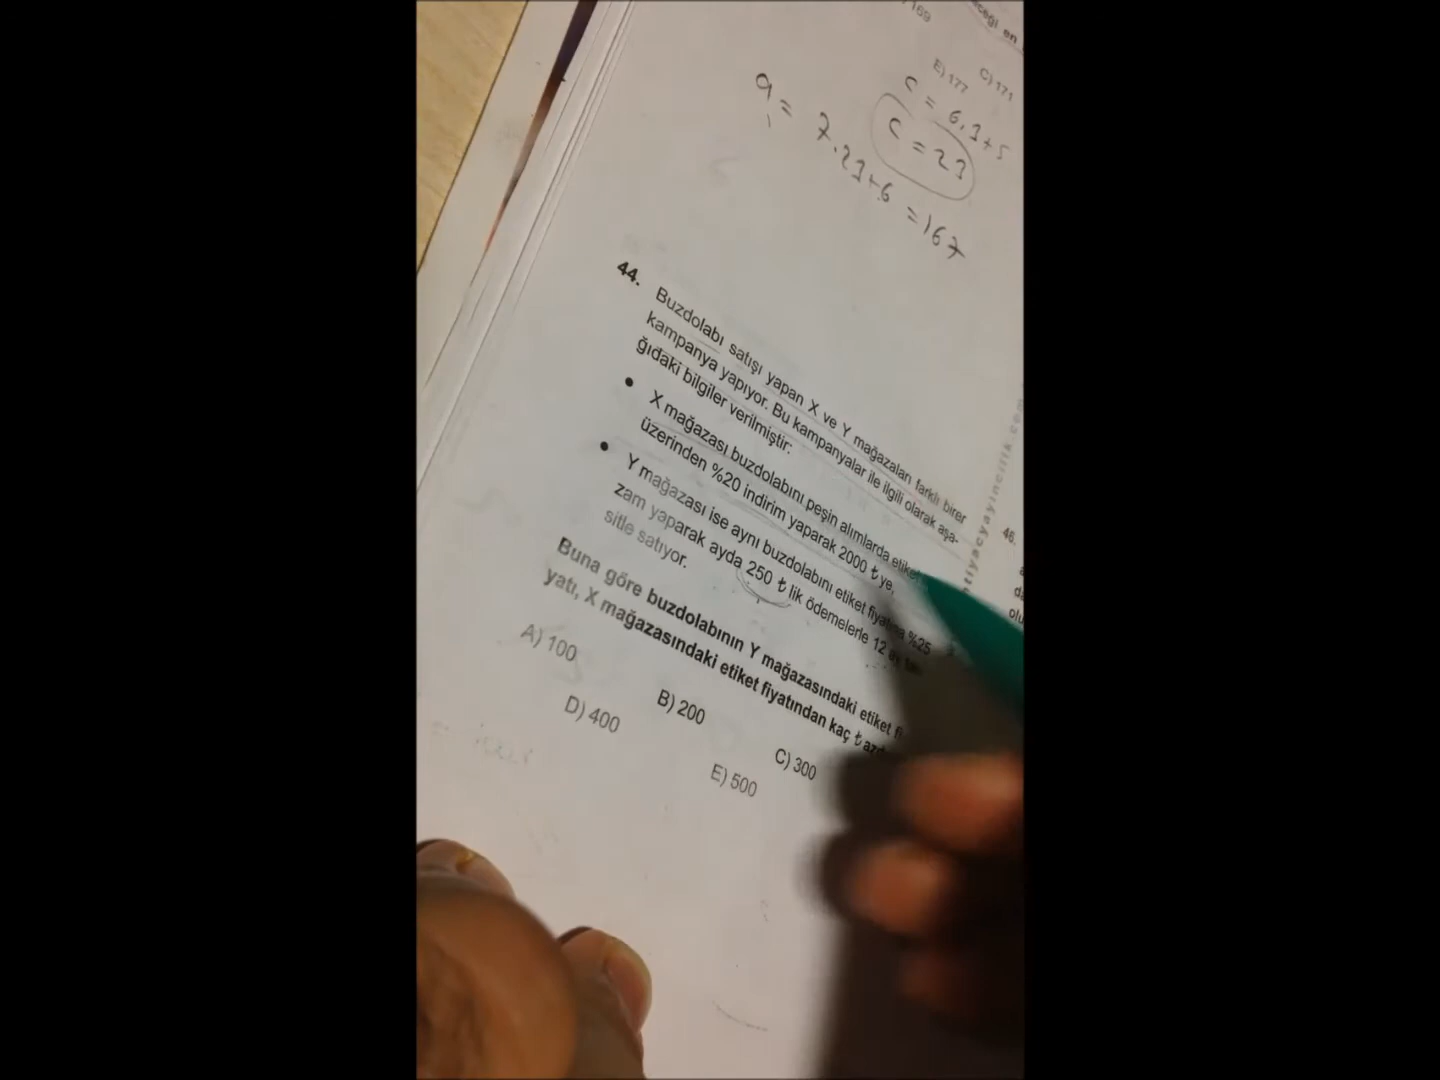 169
C) 171
E) 177
c = 6.3+5
c = 23
a = 7.23+6 = 167
44. Buzdolabı satışı yapan X ve Y mağazaları farklı birer
kampanya yapıyor. Bu kampanyalar ile ilgili olarak aşa-
ğıdaki bilgiler verilmiştir:
• X mağazası buzdolabını peşin alımlarda etiket
üzerinden %20 indirim yaparak 2000 ₺ ye,
• Y mağazası ise aynı buzdolabını etiket fiyatına %25
zam yaparak ayda 250 ₺ lik ödemelerle 12
sitle satıyor.
Buna göre buzdolabının Y mağazasındaki etiket fi
yatı, X mağazasındaki etiket fiyatından kaç ₺
A) 100
B) 200
C) 300
D) 400
E) 500
46.